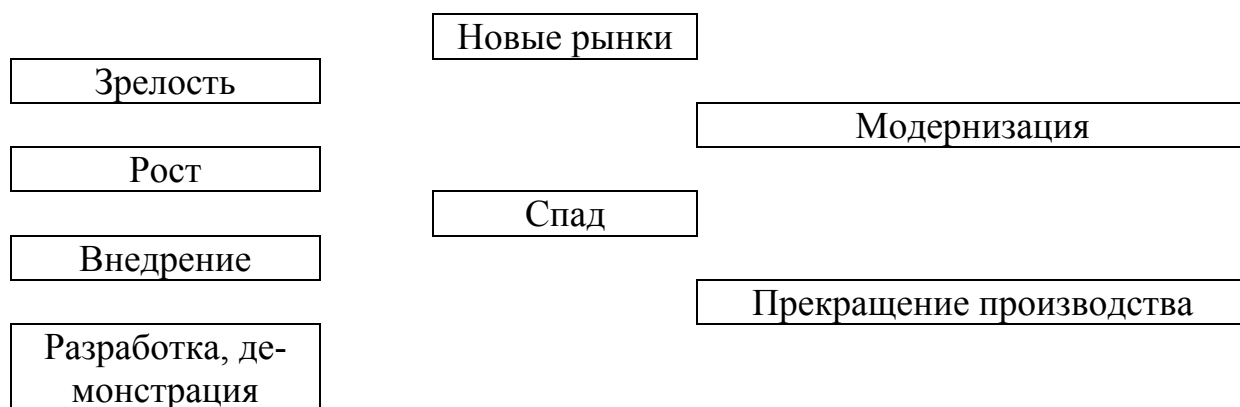 Новые рынки
Зрелость
Модернизация
Рост
Спад
Внедрение
Прекращение производства
Разработка, де-
монстрация